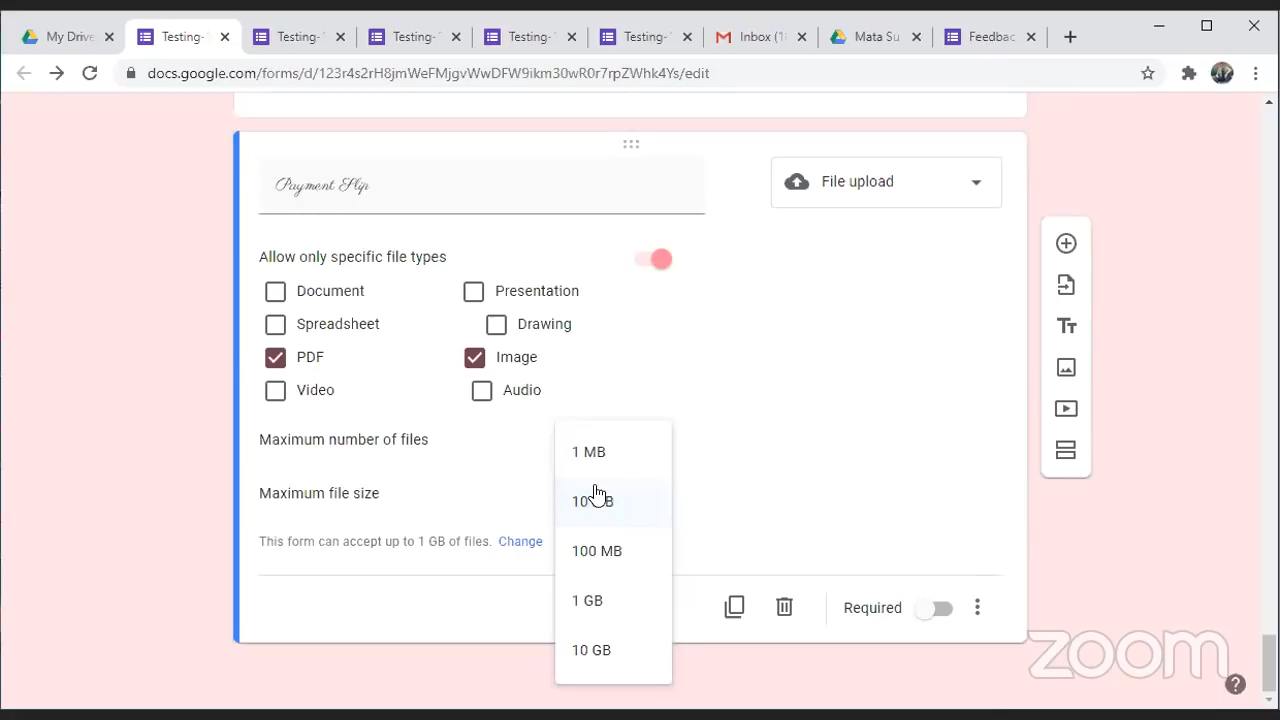 My Drive
Testing-
Testing-
Testing-
Testing-
Testing-
Inbox (1
Mata Su
Feedbac
docs.google.com/forms/d/123r4s2rH8jmWeFMJgvWwDFW9ikm30wR0r7rpZWhk4Ys/edit
Payment Slip
File upload
Allow only specific file types
Document
Presentation
Spreadsheet
Drawing
PDF
Image
Video
Audio
Maximum number of files
1 MB
Maximum file size
10 MB
This form can accept up to 1 GB of files. Change
100 MB
1 GB
Required
10 GB
zoom